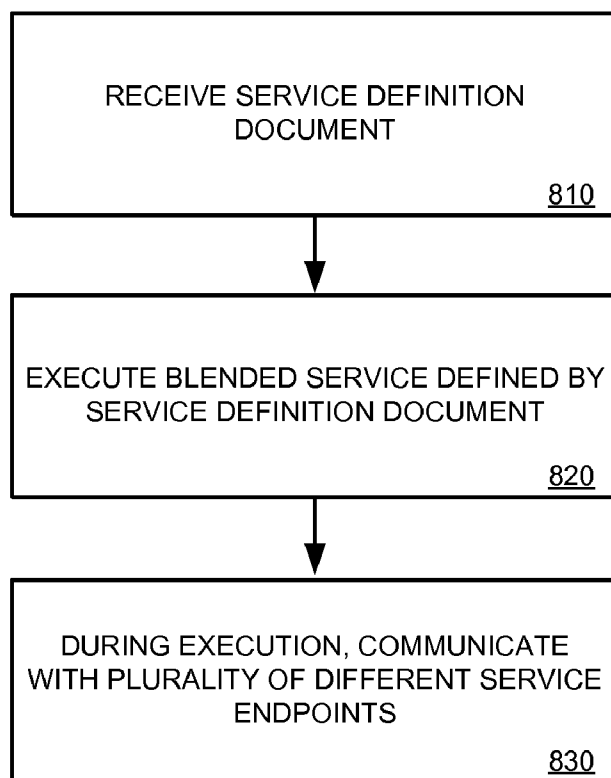 RECEIVE SERVICE DEFINITION
DOCUMENT
810
EXECUTE BLENDED SERVICE DEFINED BY
SERVICE DEFINITION DOCUMENT
820
DURING EXECUTION, COMMUNICATE
WITH PLURALITY OF DIFFERENT SERVICE
ENDPOINTS
830